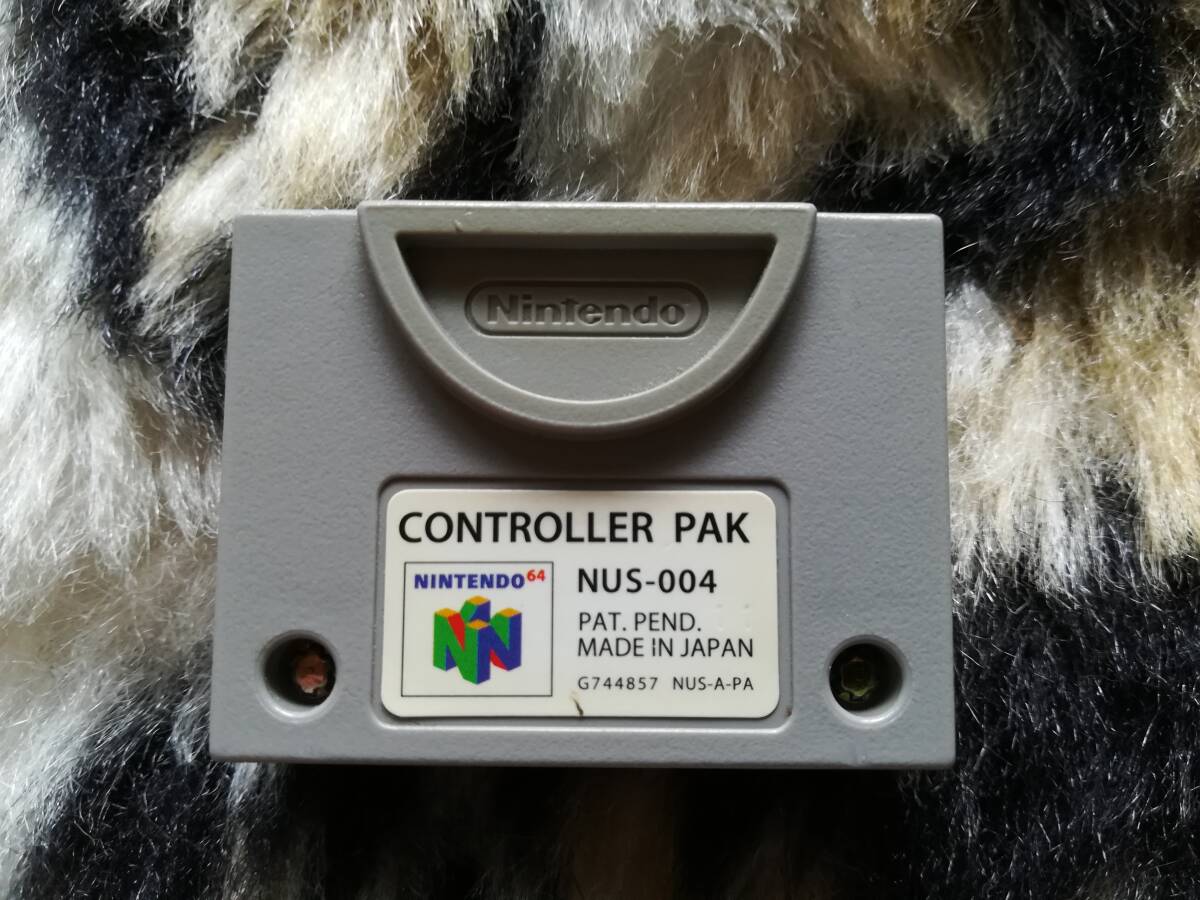 Nintendo
CONTROLLER PAK
NINTENDO64
NUS-004
PAT. PEND.
MADE IN JAPAN
G744857 NUS-A-PA